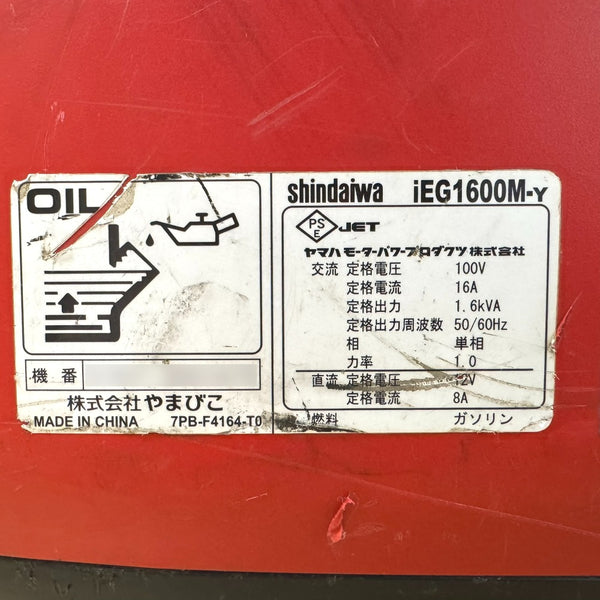 OIL
機番
株式会社やまびこ
MADE IN CHINA 7PB-F4164-T0
shindaiwa iEG1600M-Y
PS E JET
ヤマハモーターパワープロダクツ株式会社
交流 定格電圧 100V
定格電流 16A
定格出力 1.6kVA
定格出力周波数 50/60Hz
相 単相
力率 1.0
直流 定格電圧 12V
定格電流 8A
燃料 ガソリン